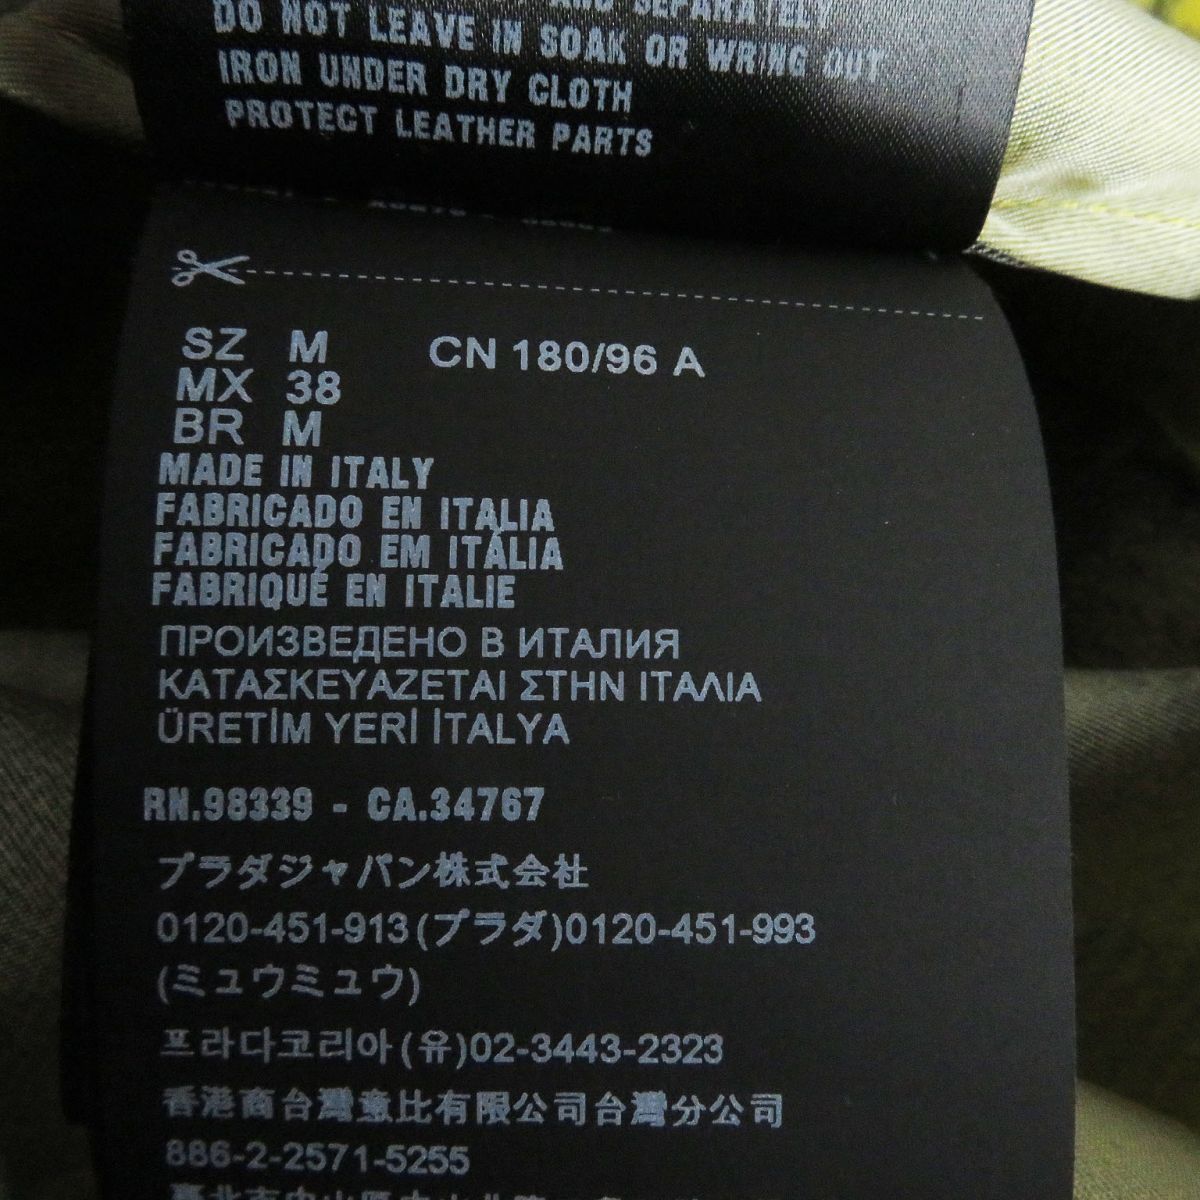 AND SEPARATELY
DO NOT LEAVE IN SOAK OR WRING OUT
IRON UNDER DRY CLOTH
PROTECT LEATHER PARTS
SZ M CN 180/96 A
MX 38
BR M
MADE IN ITALY
FABRICADO EN ITALIA
FABRICADO EM ITÁLIA
FABRIQUÉ EN ITALIE
ПРОИЗВЕДЕНО В ИТАЛИЯ
ΚΑΤΑΣΚΕΥΑΖΕΤΑΙ ΣΤΗΝ ΙΤΑΛΙΑ
ÜRETİM YERİ İTALYA
RN.98339 - CA.34767
プラダジャパン株式会社
0120-451-913(プラダ)0120-451-993
(ミュウミュウ)
프라다코리아(유)02-3443-2323
香港商台灣意比有限公司台灣分公司
886-2-2571-5255